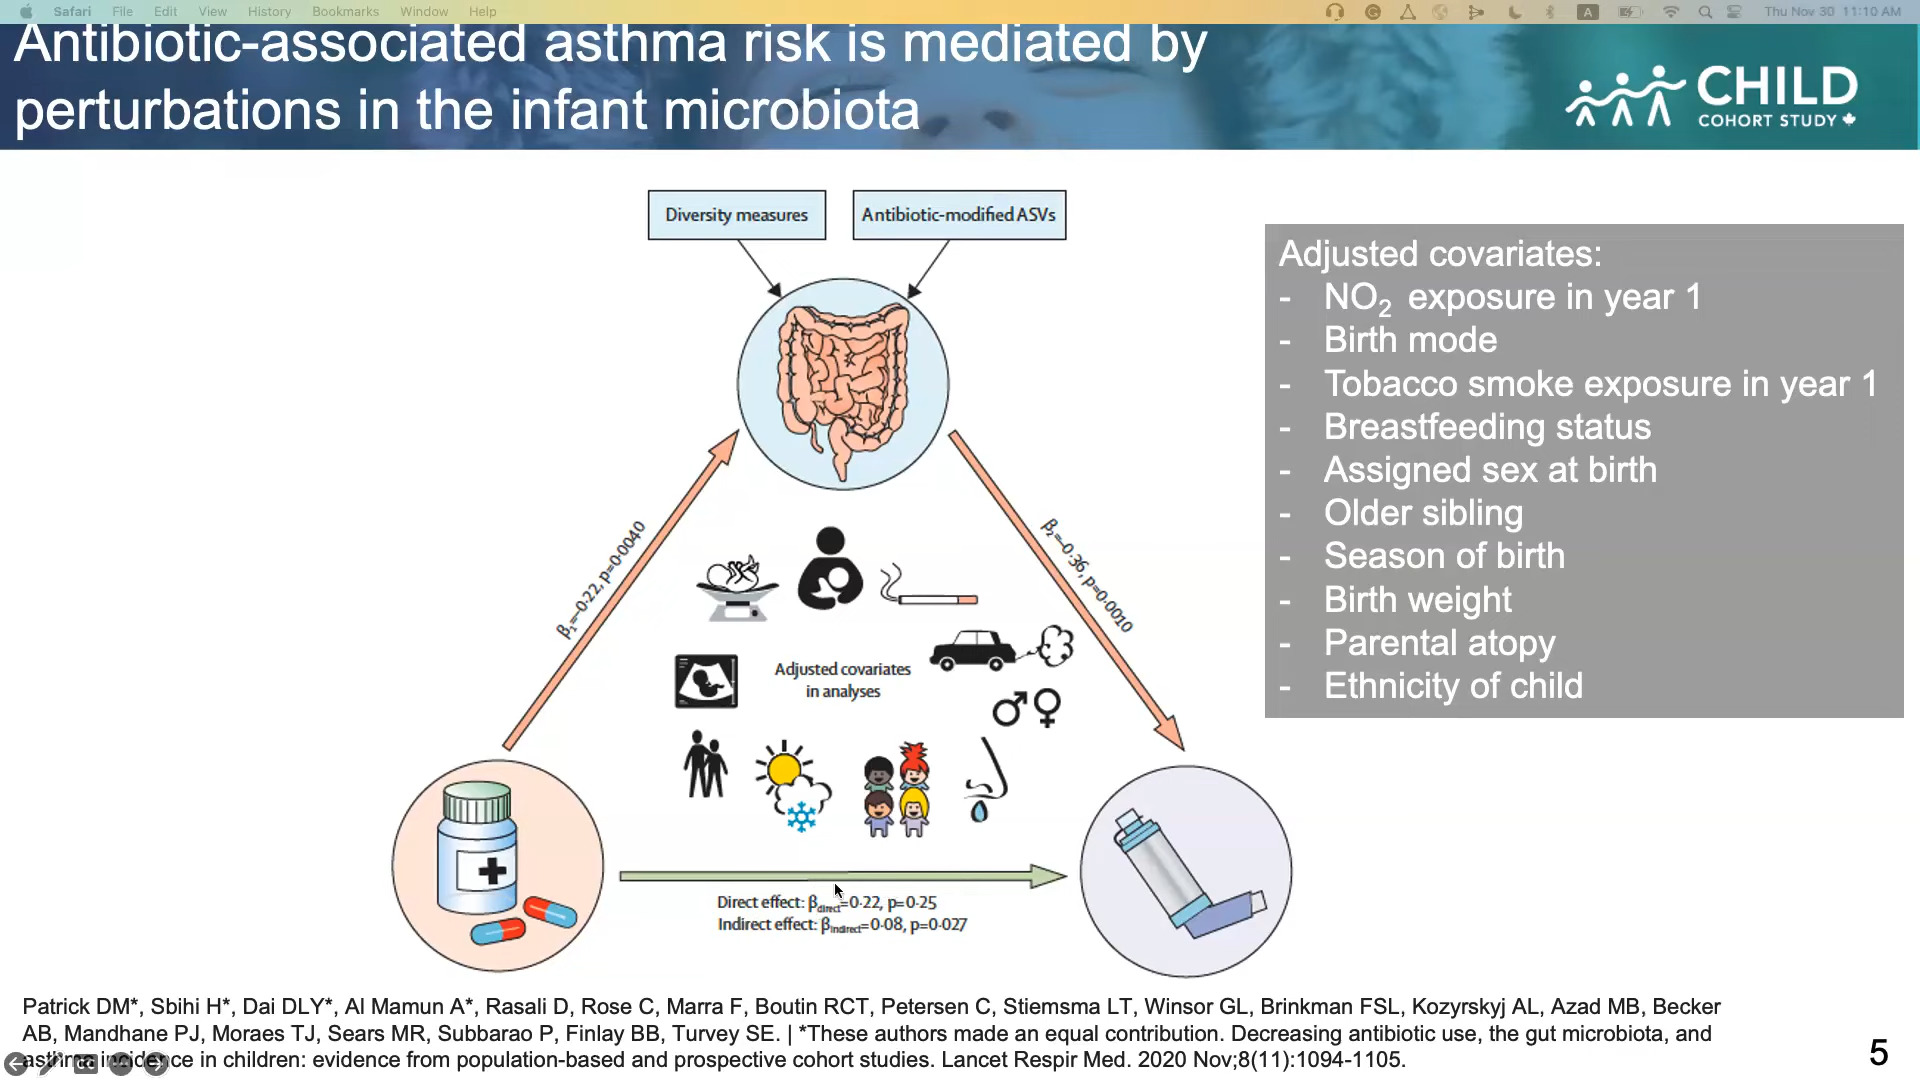 Safari File Edit View History Bookmarks Window Help
A
Thu Nov 30 11:10 AM
Antibiotic-associated asthma risk is mediated by
perturbations in the infant microbiota
CHILD
COHORT STUDY
Diversity measures
Antibiotic-modified ASVs
Adjusted covariates:
- NO₂ exposure in year 1
- Birth mode
- Tobacco smoke exposure in year 1
- Breastfeeding status
- Assigned sex at birth
- Older sibling
- Season of birth
- Birth weight
- Parental atopy
- Ethnicity of child
β₁=–0·22, p=0·0040
β₂=–0·36, p=0·0010
Adjusted covariates
in analyses
Direct effect: βdirect=0·22, p=0·25
Indirect effect: βindirect=0·08, p=0·027
Patrick DM*, Sbihi H*, Dai DLY*, Al Mamun A*, Rasali D, Rose C, Marra F, Boutin RCT, Petersen C, Stiemsma LT, Winsor GL, Brinkman FSL, Kozyrskyj AL, Azad MB, Becker
AB, Mandhane PJ, Moraes TJ, Sears MR, Subbarao P, Finlay BB, Turvey SE. | *These authors made an equal contribution. Decreasing antibiotic use, the gut microbiota, and
asthma incidence in children: evidence from population-based and prospective cohort studies. Lancet Respir Med. 2020 Nov;8(11):1094-1105.
CC
5